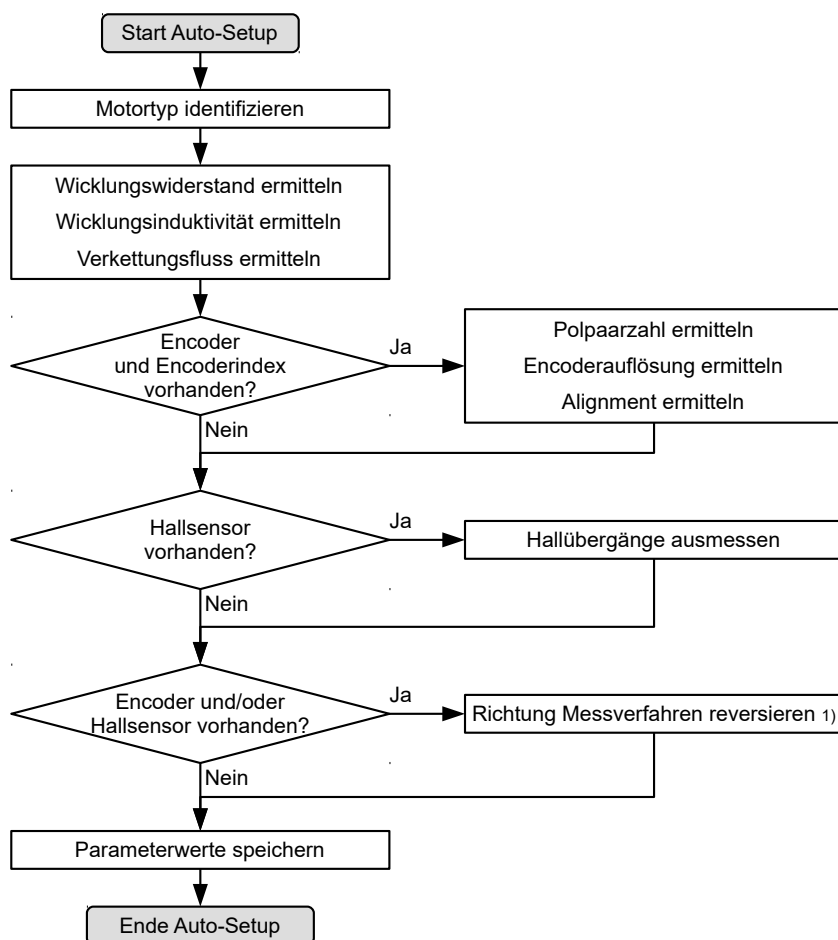 Start Auto-Setup
Motortyp identifizieren
Wicklungswiderstand ermitteln
Wicklungsinduktivität ermitteln
Verkettungsfluss ermitteln
Encoder
und Encoderindex
vorhanden?
Ja
Polpaarzahl ermitteln
Encoderauflösung ermitteln
Alignment ermitteln
Nein
Hallsensor
vorhanden?
Ja
Hallübergänge ausmessen
Nein
Encoder und/oder
Hallsensor vorhanden?
Ja
Richtung Messverfahren reversieren 1)
Nein
Parameterwerte speichern
Ende Auto-Setup